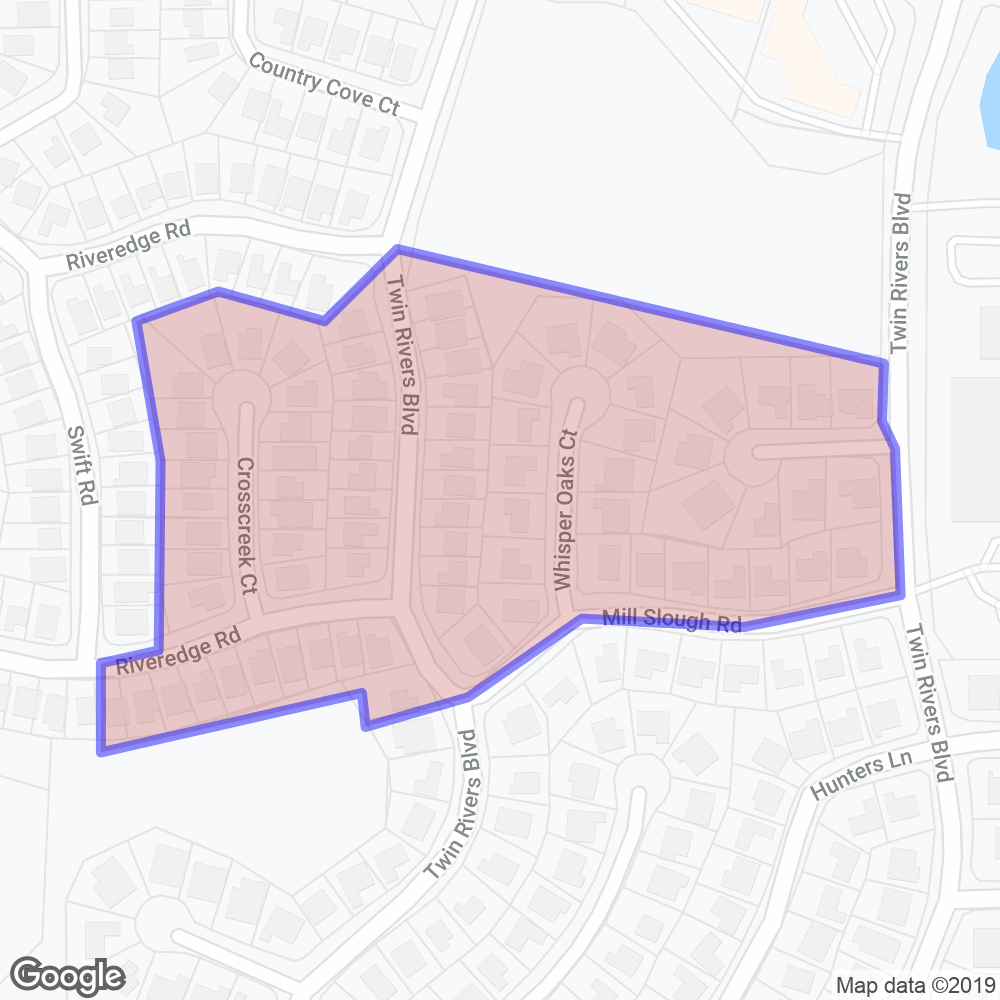 Country Cove Ct
Riveredge Rd
Twin Rivers Blvd
Twin Rivers Blvd
Swift Rd
Crosscreek Ct
Whisper Oaks Ct
Riveredge Rd
Mill Slough Rd
Twin Rivers Blvd
Twin Rivers Blvd
Hunters Ln
Google
Map data ©2019